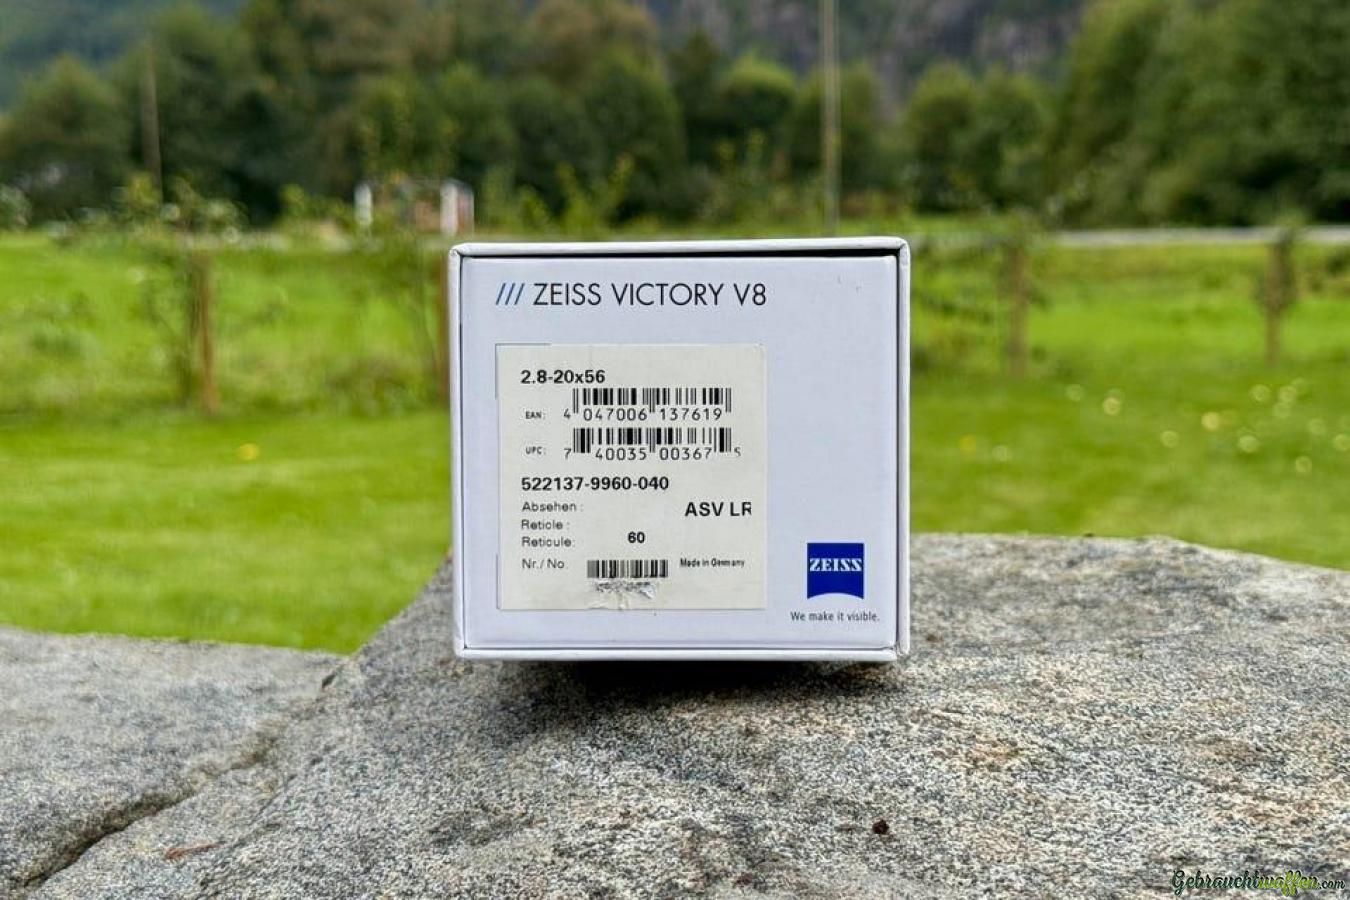 /// ZEISS VICTORY V8
2.8-20x56
EAN: 4 047006 137619
UPC: 7 40035 00367 5
522137-9960-040
Absehen : ASV LR
Reticle :
Reticule: 60
Nr./No. Made in Germany
ZEISS
We make it visible.
Gebrauchtwaffen.com